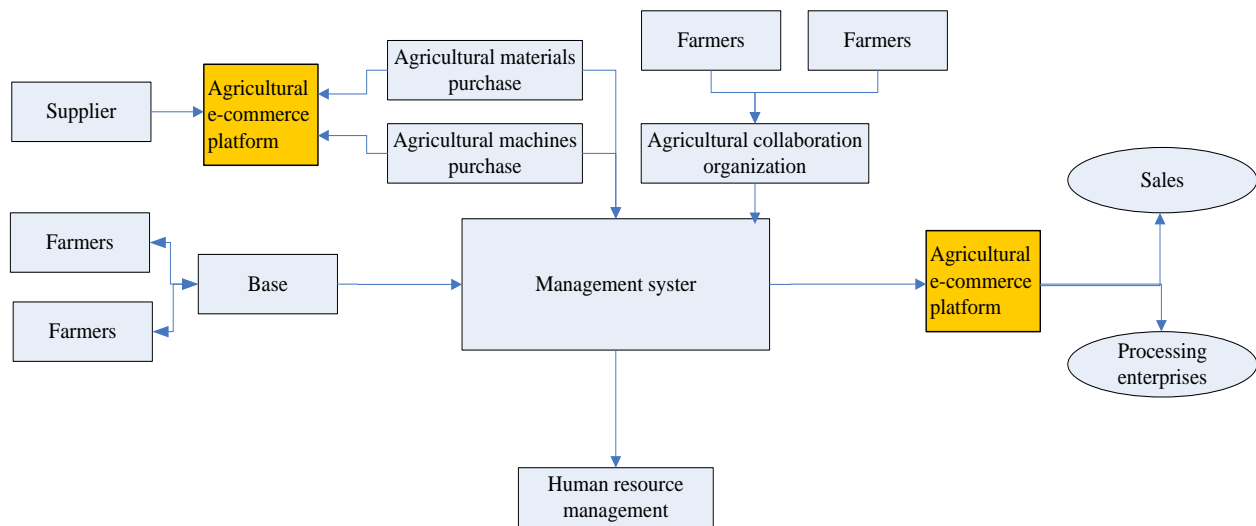 Farmers
Farmers
Agricultural materials
purchase
Supplier
Agricultural
e-commerce
platform
Agricultural machines
purchase
Agricultural collaboration
organization
Sales
Farmers
Base
Management syster
Agricultural
e-commerce
platform
Farmers
Processing
enterprises
Human resource
management